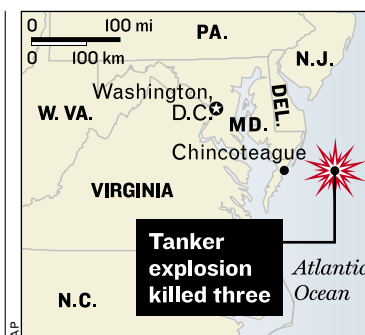 0 100 mi
0 100 km
PA.
N.J.
Washington,
D.C.
W. VA.
MD.
DEL.
Chincoteague
VIRGINIA
Tanker
explosion
killed three
Atlantic
Ocean
N.C.
AP